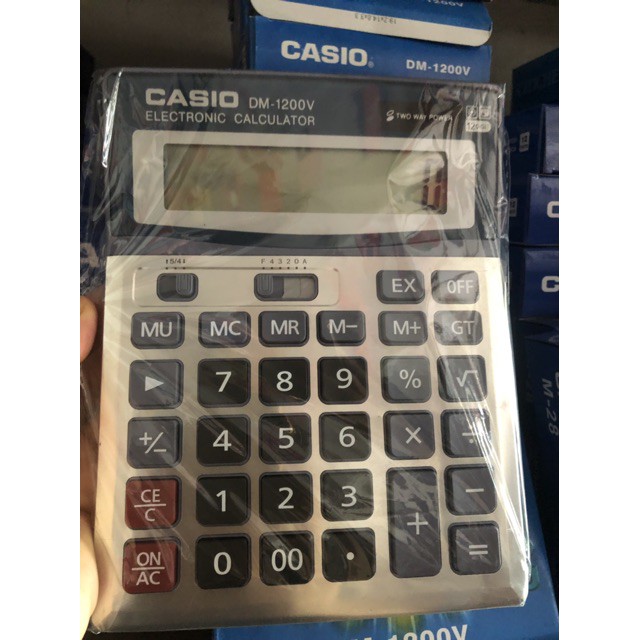 CASIO®
DM-1200V
CASIO DM-1200V
ELECTRONIC CALCULATOR
TWO WAY POWER
5/4
F 4 3 2 0 A
EX OFF
MU MC MR M− M+ GT
▶ 7 8 9 % √
+/− 4 5 6 × ÷
CE/C 1 2 3 + −
ON/AC 0 00 · =
M-28
DM-1200V